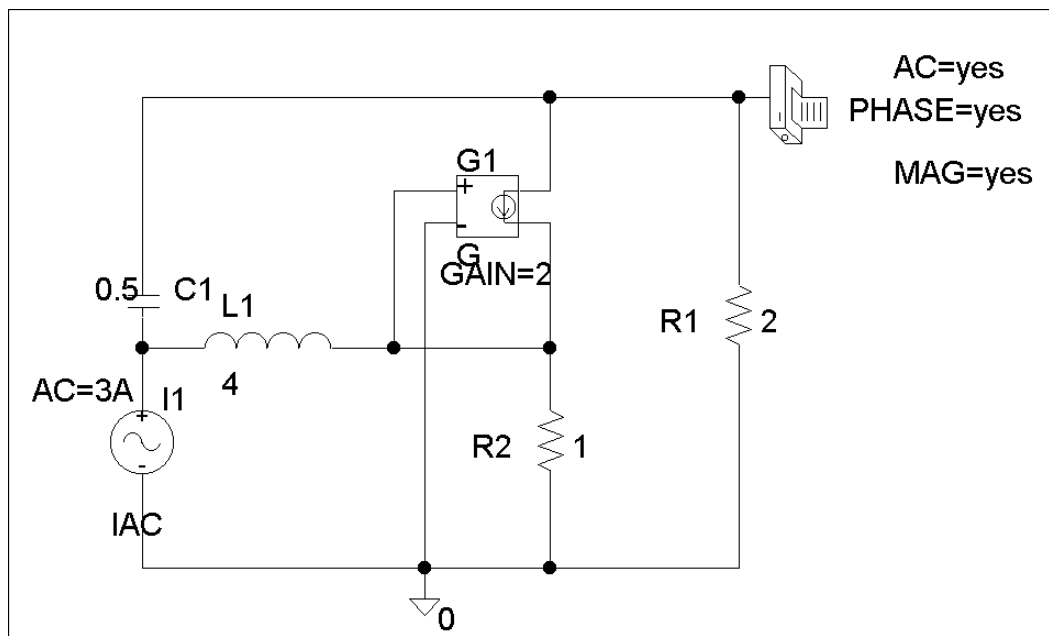 AC=yes
PHASE=yes
MAG=yes
G1
+
-
G
GAIN=2
0.5
C1
L1
4
R1
2
AC=3A
I1
+
-
IAC
R2
1
0